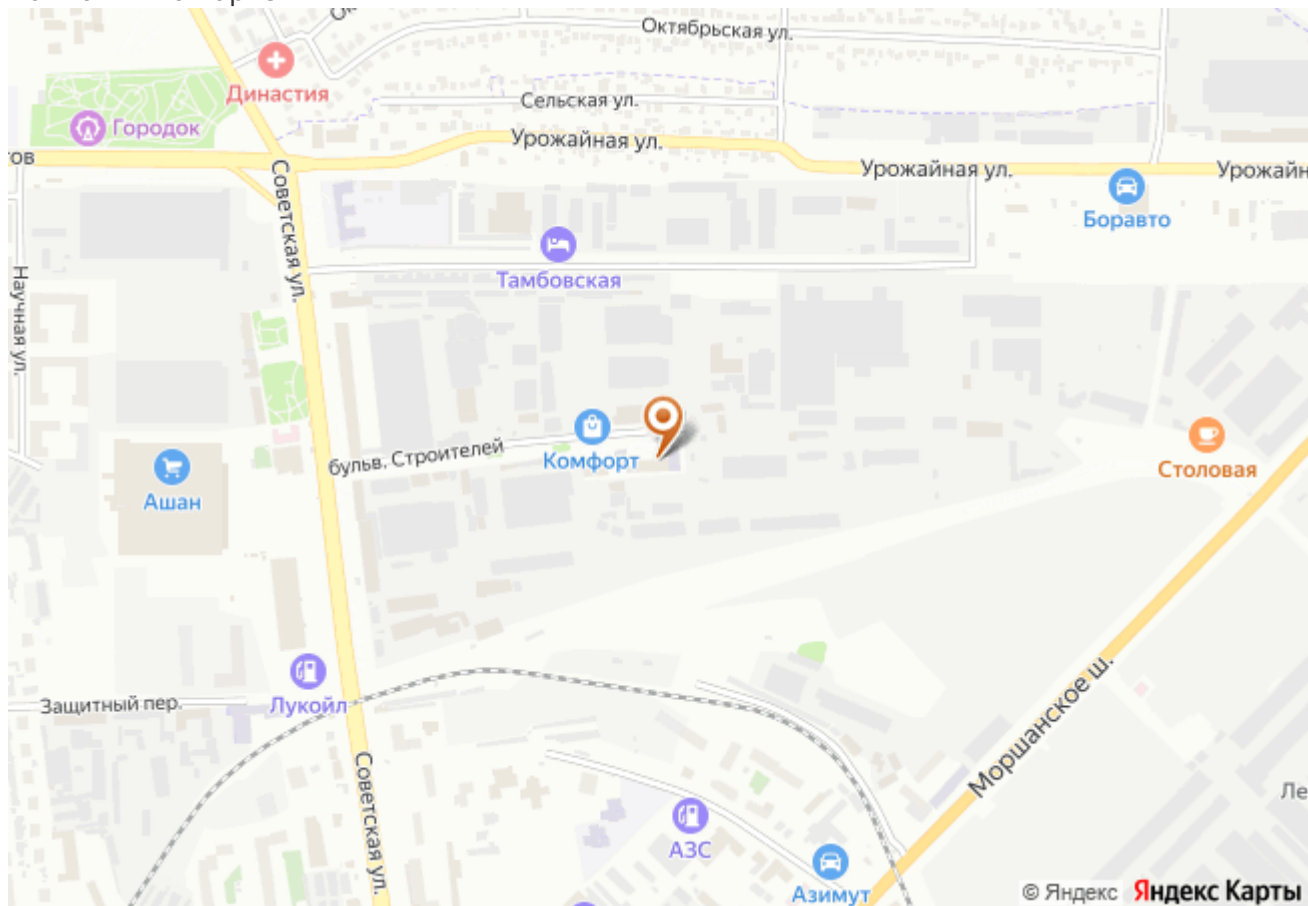 Октябрьская ул.
Династия
Сельская ул.
Городок
Урожайная ул.
ов
Урожайная ул.
Урожайн
Советская ул.
Боравто
Тамбовская
Научная ул.
бульв. Строителей
Комфорт
Ашан
Столовая
Защитный пер.
Лукойл
Моршанское ш.
Советская ул.
Ле
АЗС
Азимут
© Яндекс Яндекс Карты